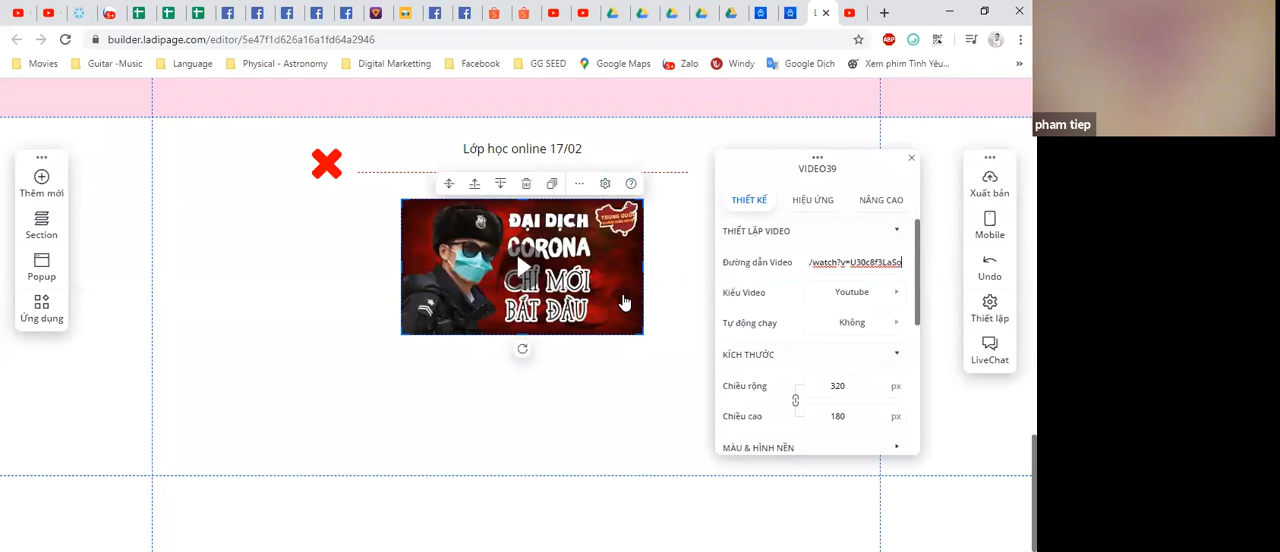 builder.ladipage.com/editor/5e47f1d626a16a1fd64a2946
Movies Guitar -Music Language Physical - Astronomy Digital Marketting Facebook GG SEED Google Maps Zalo Windy Google Dịch Xem phim Tình Yêu... »
pham tiep
Lớp học online 17/02
VIDEO39
Thêm mới
Section
Popup
Ứng dụng
ĐẠI DỊCH
CORONA
CHỈ MỚI
BẮT ĐẦU
TRUNG QUỐC
THIẾT KẾ HIỆU ỨNG NÂNG CAO
THIẾT LẬP VIDEO
Đường dẫn Video /watch?v=U30c8f3LaSo
Kiểu Video Youtube
Tự động chạy Không
KÍCH THƯỚC
Chiều rộng 320 px
Chiều cao 180 px
MÀU & HÌNH NỀN
Xuất bản
Mobile
Undo
Thiết lập
LiveChat